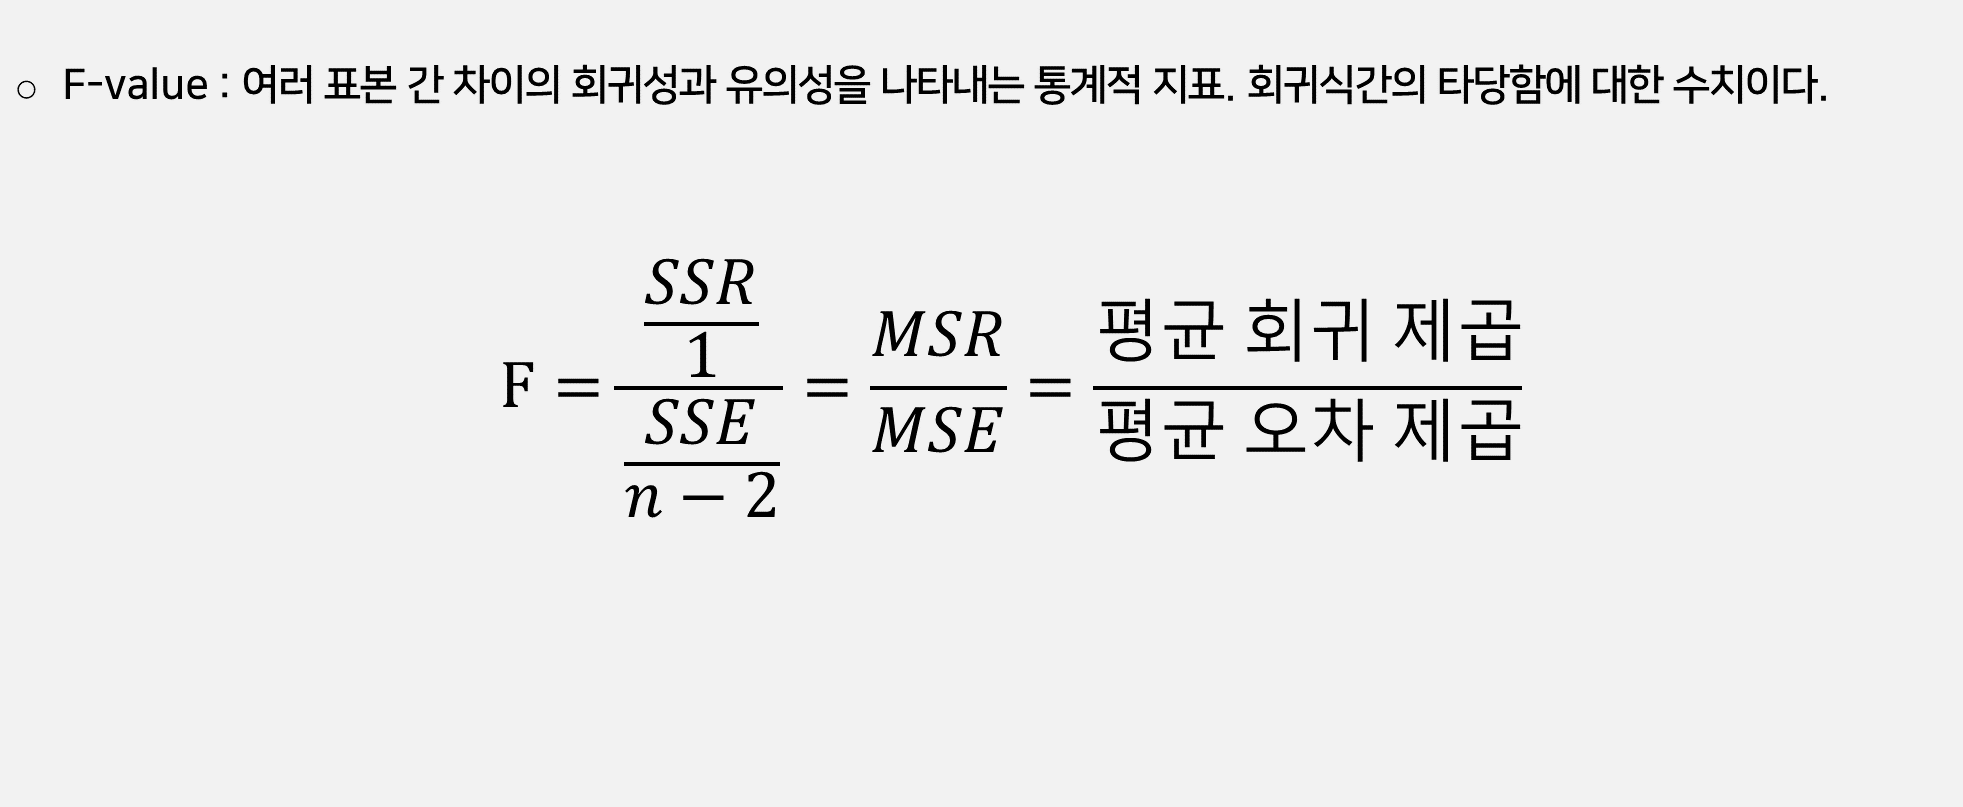 ○ F-value : 여러 표본 간 차이의 회귀성과 유의성을 나타내는 통계적 지표. 회귀식간의 타당함에 대한 수치이다.
F = (SSR/1)/(SSE/(n − 2)) = MSR/MSE = 평균 회귀 제곱/평균 오차 제곱